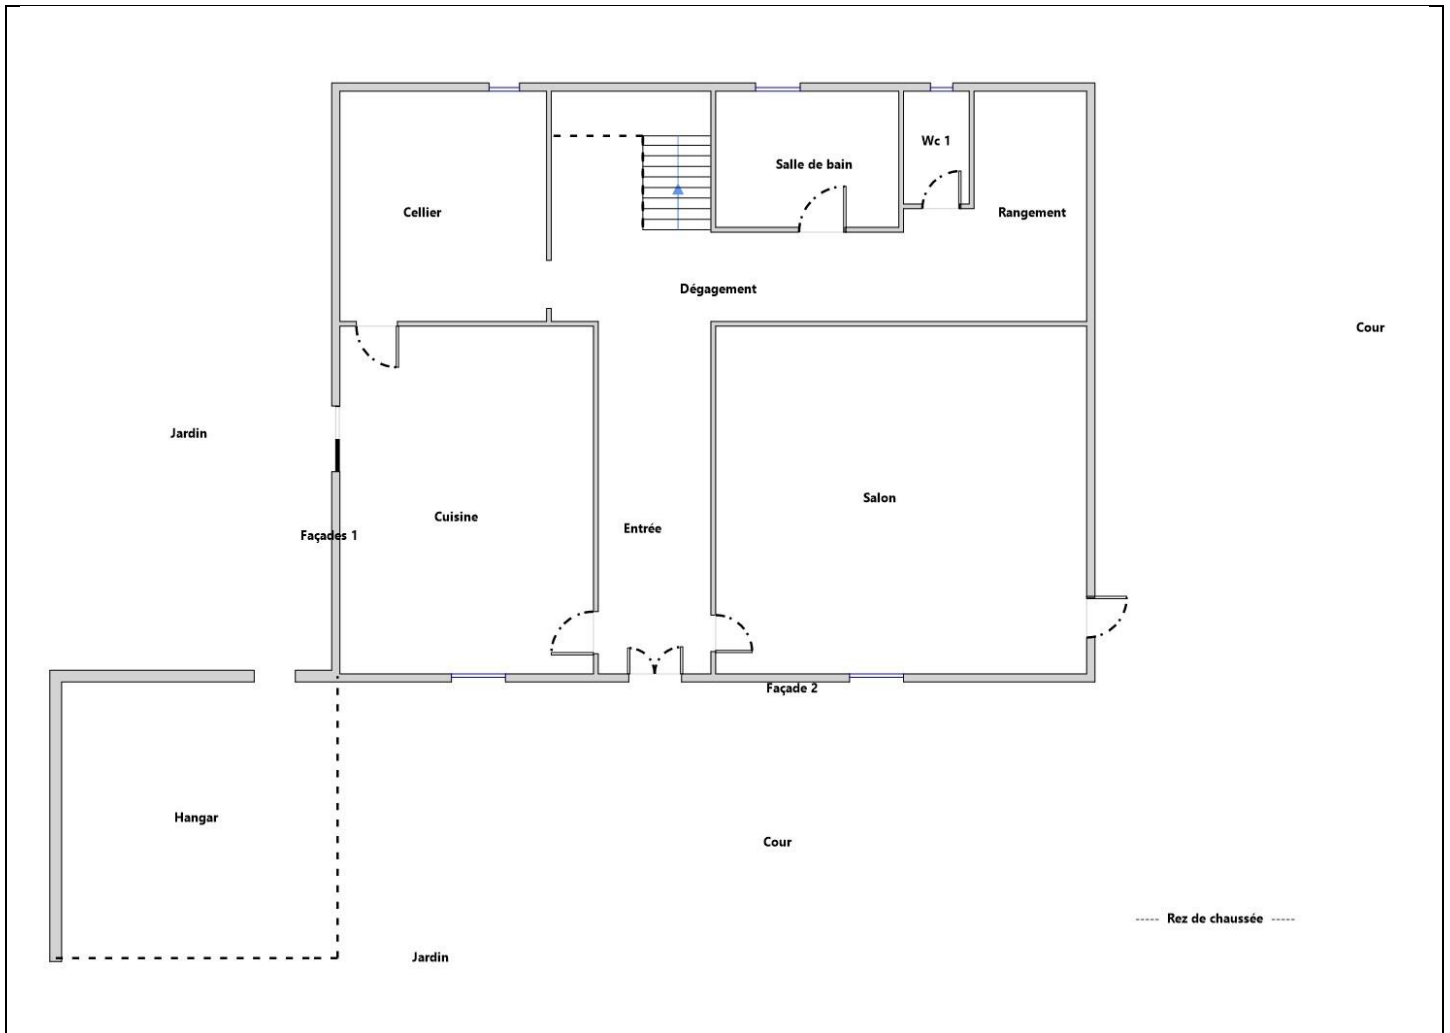 Wc 1
Salle de bain
Cellier
Rangement
Dégagement
Cour
Jardin
Salon
Cuisine
Entrée
Façades 1
Façade 2
Hangar
Cour
----- Rez de chaussée -----
Jardin